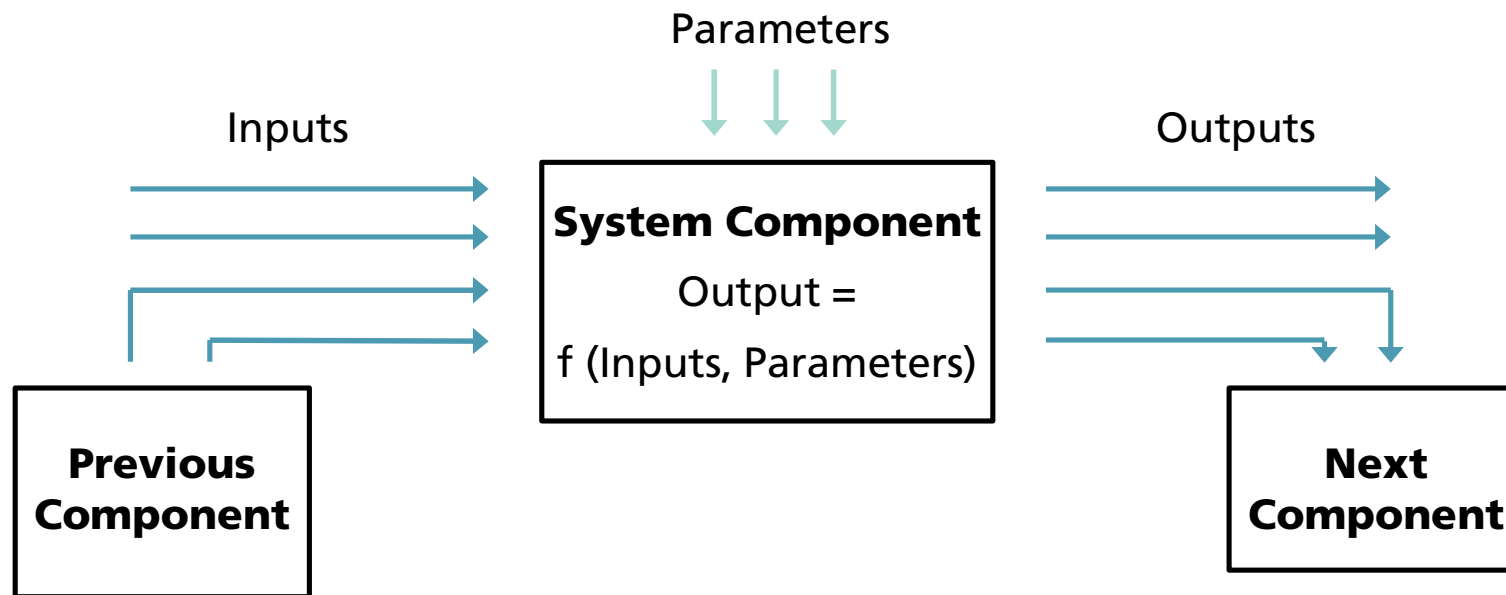 Parameters
Inputs
Outputs
System Component
Output =
f (Inputs, Parameters)
Previous
Component
Next
Component